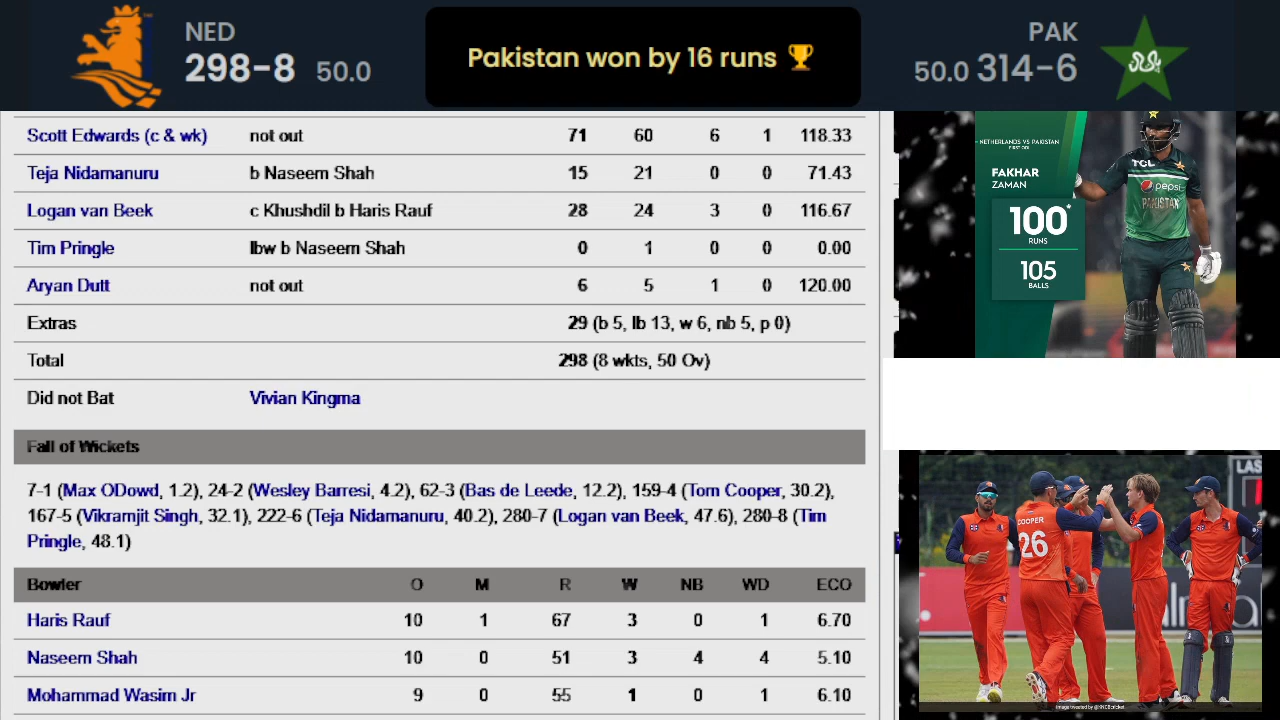 NED
298-8 50.0
Pakistan won by 16 runs 🏆
PAK
50.0 314-6
Scott Edwards (c & wk) not out 71 60 6 1 118.33
Teja Nidamanuru b Naseem Shah 15 21 0 0 71.43
Logan van Beek c Khushdil b Haris Rauf 28 24 3 0 116.67
Tim Pringle lbw b Naseem Shah 0 1 0 0 0.00
Aryan Dutt not out 6 5 1 0 120.00
Extras 29 (b 5, lb 13, w 6, nb 5, p 0)
Total 298 (8 wkts, 50 Ov)
Did not Bat Vivian Kingma
Fall of Wickets
7-1 (Max ODowd, 1.2), 24-2 (Wesley Barresi, 4.2), 62-3 (Bas de Leede, 12.2), 159-4 (Tom Cooper, 30.2),
167-5 (Vikramjit Singh, 32.1), 222-6 (Teja Nidamanuru, 40.2), 280-7 (Logan van Beek, 47.6), 280-8 (Tim
Pringle, 48.1)
Bowler O M R W NB WD ECO
Haris Rauf 10 1 67 3 0 1 6.70
Naseem Shah 10 0 51 3 4 4 5.10
Mohammad Wasim Jr 9 0 55 1 0 1 6.10
NETHERLANDS VS PAKISTAN
FIRST ODI
FAKHAR
ZAMAN
100*
RUNS
105
BALLS
TCL
pepsi
PAKISTAN
LAS
COOPER
26
Image tweeted by @KNCBcricket